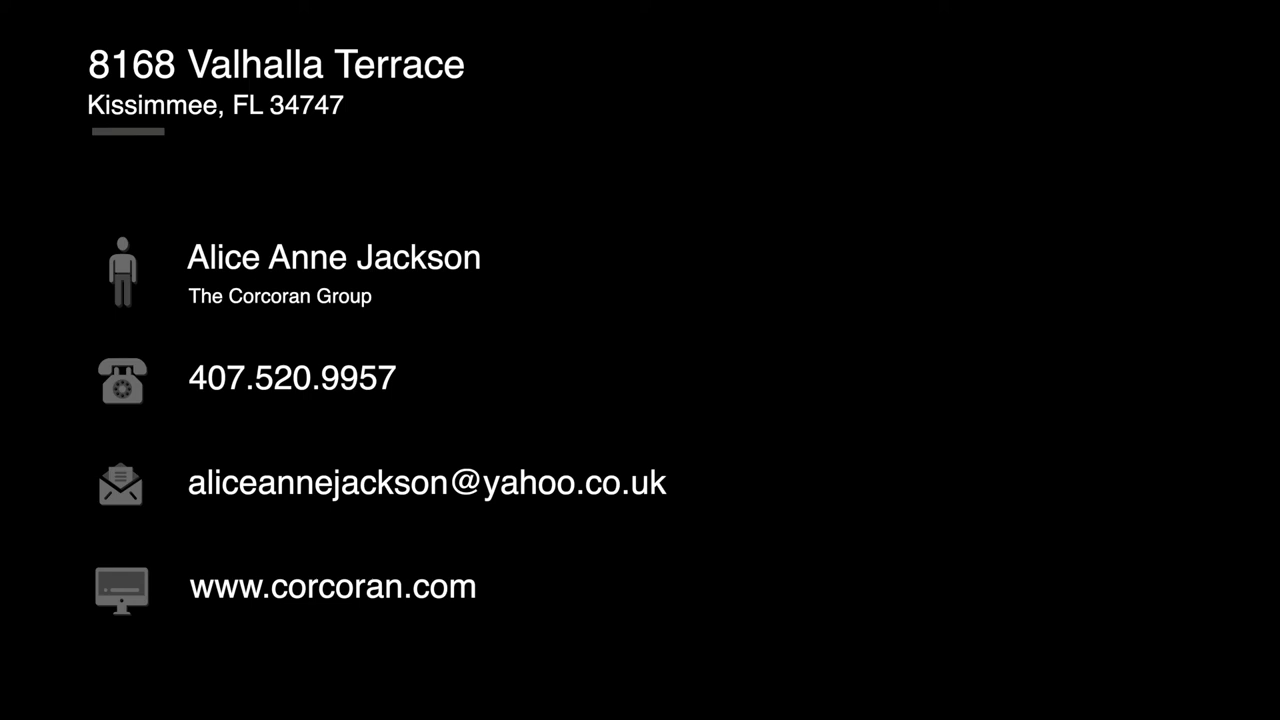 8168 Valhalla Terrace
Kissimmee, FL 34747
Alice Anne Jackson
The Corcoran Group
407.520.9957
aliceannejackson@yahoo.co.uk
www.corcoran.com